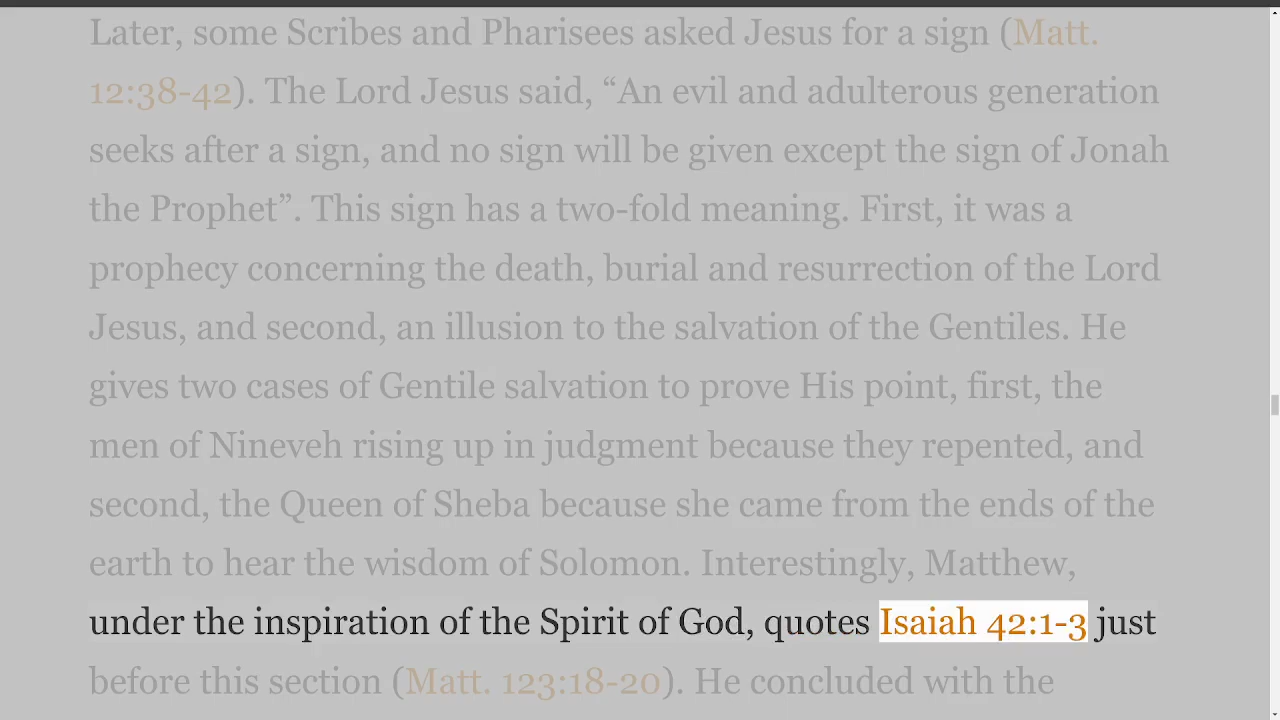 Later, some Scribes and Pharisees asked Jesus for a sign (Matt.
12:38-42). The Lord Jesus said, “An evil and adulterous generation
seeks after a sign, and no sign will be given except the sign of Jonah
the Prophet”. This sign has a two-fold meaning. First, it was a
prophecy concerning the death, burial and resurrection of the Lord
Jesus, and second, an illusion to the salvation of the Gentiles. He
gives two cases of Gentile salvation to prove His point, first, the
men of Nineveh rising up in judgment because they repented, and
second, the Queen of Sheba because she came from the ends of the
earth to hear the wisdom of Solomon. Interestingly, Matthew,
under the inspiration of the Spirit of God, quotes Isaiah 42:1-3 just
before this section (Matt. 123:18-20). He concluded with the